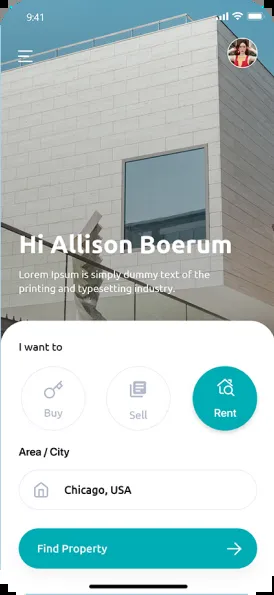 9:41
Hi Allison Boerum
Lorem Ipsum is simply dummy text of the
printing and typesetting industry.
I want to
Buy
Sell
Rent
Area / City
Chicago, USA
Find Property